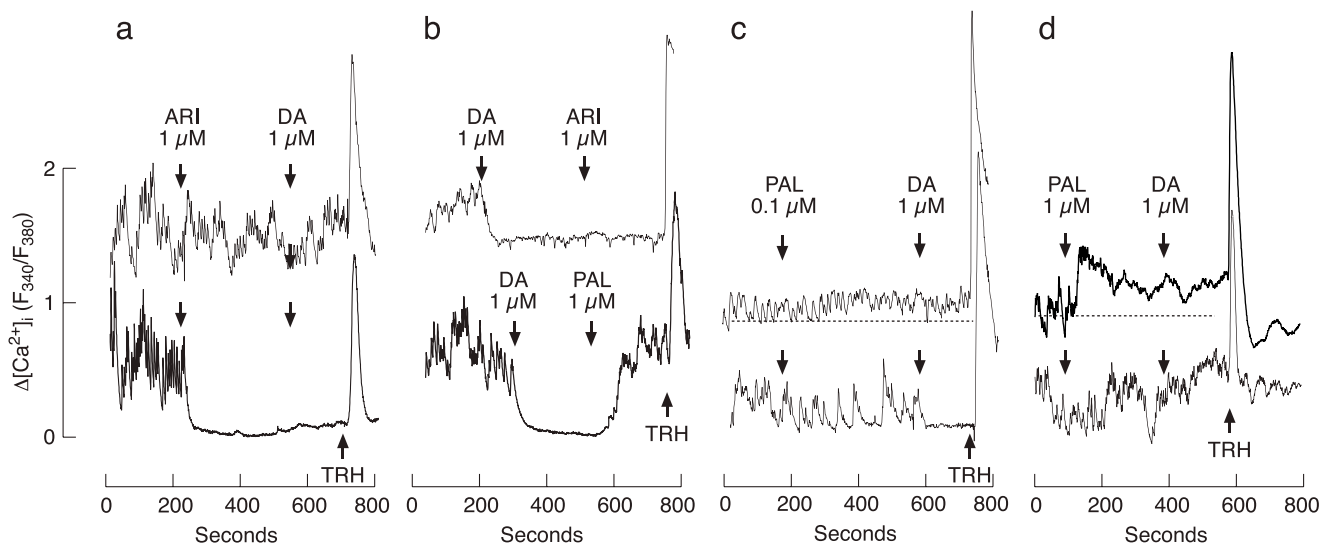 a
b
c
d
ARI
1 µM
DA
1 µM
DA
1 µM
ARI
1 µM
DA
1 µM
PAL
1 µM
PAL
0.1 µM
DA
1 µM
PAL
1 µM
DA
1 µM
2
1
0
Δ[Ca²⁺]ᵢ (F₃₄₀/F₃₈₀)
TRH
TRH
TRH
TRH
0 200 400 600 800
0 200 400 600 800
0 200 400 600 800
0 200 400 600 800
Seconds
Seconds
Seconds
Seconds